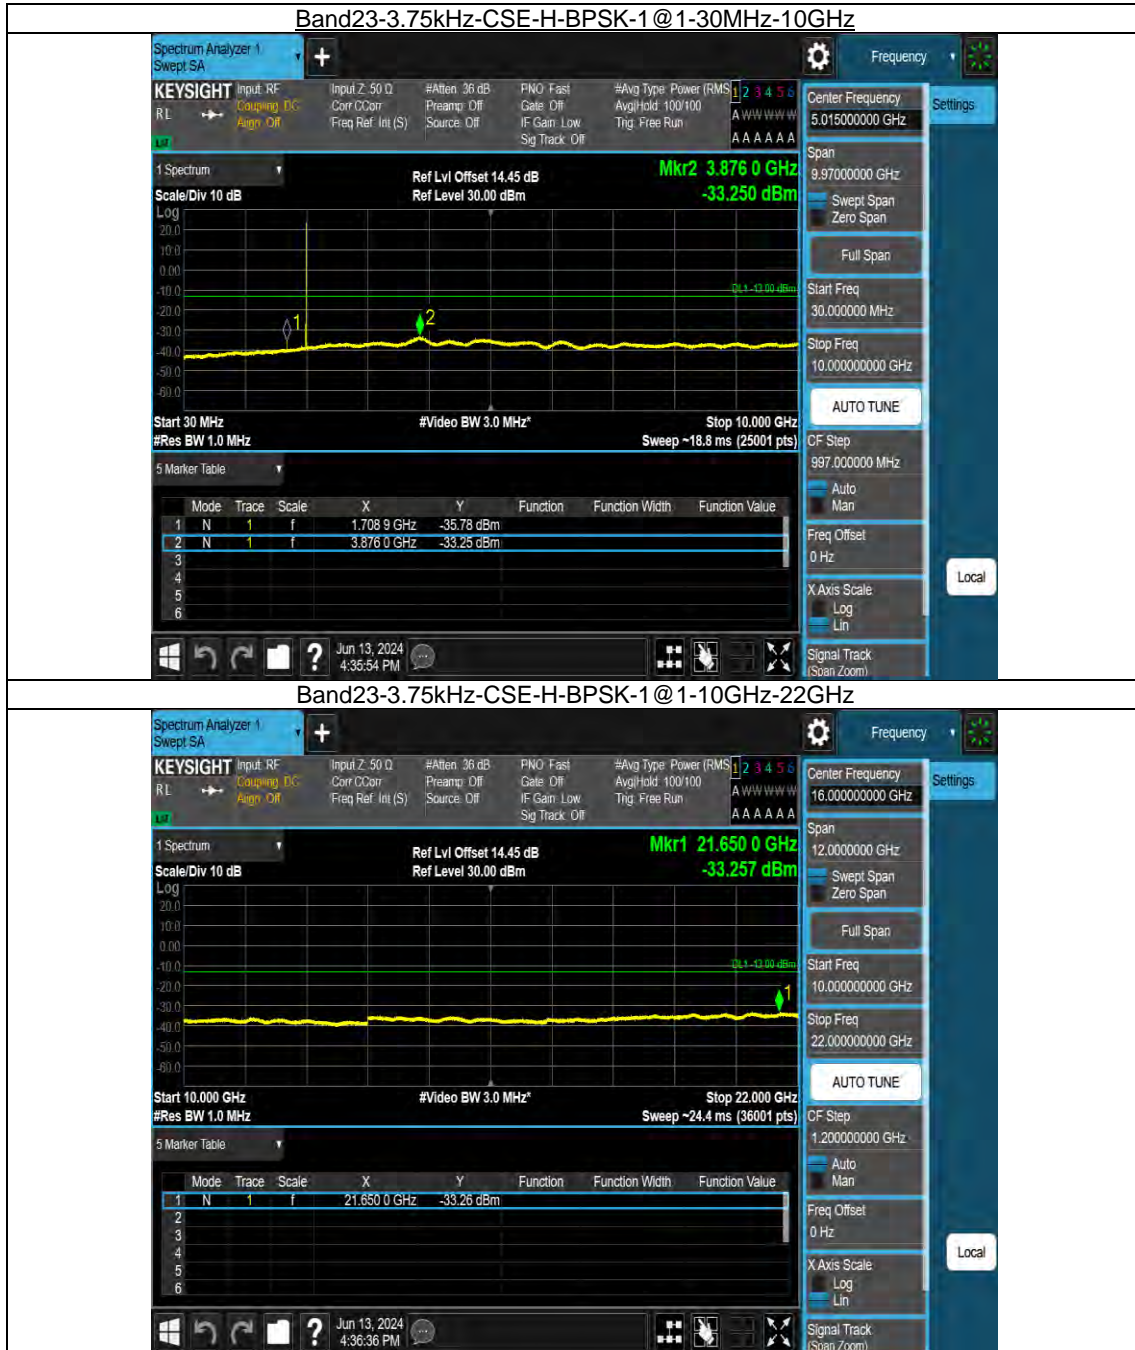 Band23-3.75kHz-CSE-H-BPSK-1@1-30MHz-10GHz
Spectrum Analyzer 1
Swept SA
+
Frequency
KEYSIGHT Input: RF Input Z: 50 Ω #Atten: 36 dB PNO: Fast #Avg Type: Power (RMS 1 2 3 4 5 6
RL Coupling: DC Corr CCorr Preamp: Off Gate: Off Avg|Hold: 100/100 A W W W W W
Align: Off Freq Ref: Int (S) Source: Off IF Gain: Low Trig: Free Run
Sig Track: Off A A A A A A
Center Frequency
5.015000000 GHz
Settings
Span
9.97000000 GHz
Swept Span
Zero Span
Full Span
Start Freq
30.000000 MHz
Stop Freq
10.000000000 GHz
AUTO TUNE
CF Step
997.000000 MHz
Auto
Man
Freq Offset
0 Hz
X Axis Scale
Log
Lin
Signal Track
(Span Zoom)
Local
1 Spectrum
Scale/Div 10 dB
Ref Lvl Offset 14.45 dB
Ref Level 30.00 dBm
Mkr2 3.876 0 GHz
-33.250 dBm
Log
20.0
10.0
0.00
-10.0
-20.0
-30.0
-40.0
-50.0
-60.0
DL1 -13.00 dBm
1
2
Start 30 MHz #Video BW 3.0 MHz* Stop 10.000 GHz
#Res BW 1.0 MHz Sweep ~18.8 ms (25001 pts)
5 Marker Table
Mode Trace Scale X Y Function Function Width Function Value
1 N 1 f 1.708 9 GHz -35.78 dBm
2 N 1 f 3.876 0 GHz -33.25 dBm
3
4
5
6
? Jun 13, 2024
4:35:54 PM
Band23-3.75kHz-CSE-H-BPSK-1@1-10GHz-22GHz
Spectrum Analyzer 1
Swept SA
+
Frequency
KEYSIGHT Input: RF Input Z: 50 Ω #Atten: 36 dB PNO: Fast #Avg Type: Power (RMS 1 2 3 4 5 6
RL Coupling: DC Corr CCorr Preamp: Off Gate: Off Avg|Hold: 100/100 A W W W W W
Align: Off Freq Ref: Int (S) Source: Off IF Gain: Low Trig: Free Run
Sig Track: Off A A A A A A
Center Frequency
16.000000000 GHz
Settings
Span
12.0000000 GHz
Swept Span
Zero Span
Full Span
Start Freq
10.000000000 GHz
Stop Freq
22.000000000 GHz
AUTO TUNE
CF Step
1.200000000 GHz
Auto
Man
Freq Offset
0 Hz
X Axis Scale
Log
Lin
Signal Track
(Span Zoom)
Local
1 Spectrum
Scale/Div 10 dB
Ref Lvl Offset 14.45 dB
Ref Level 30.00 dBm
Mkr1 21.650 0 GHz
-33.257 dBm
Log
20.0
10.0
0.00
-10.0
-20.0
-30.0
-40.0
-50.0
-60.0
DL1 -13.00 dBm
1
Start 10.000 GHz #Video BW 3.0 MHz* Stop 22.000 GHz
#Res BW 1.0 MHz Sweep ~24.4 ms (36001 pts)
5 Marker Table
Mode Trace Scale X Y Function Function Width Function Value
1 N 1 f 21.650 0 GHz -33.26 dBm
2
3
4
5
6
? Jun 13, 2024
4:36:36 PM